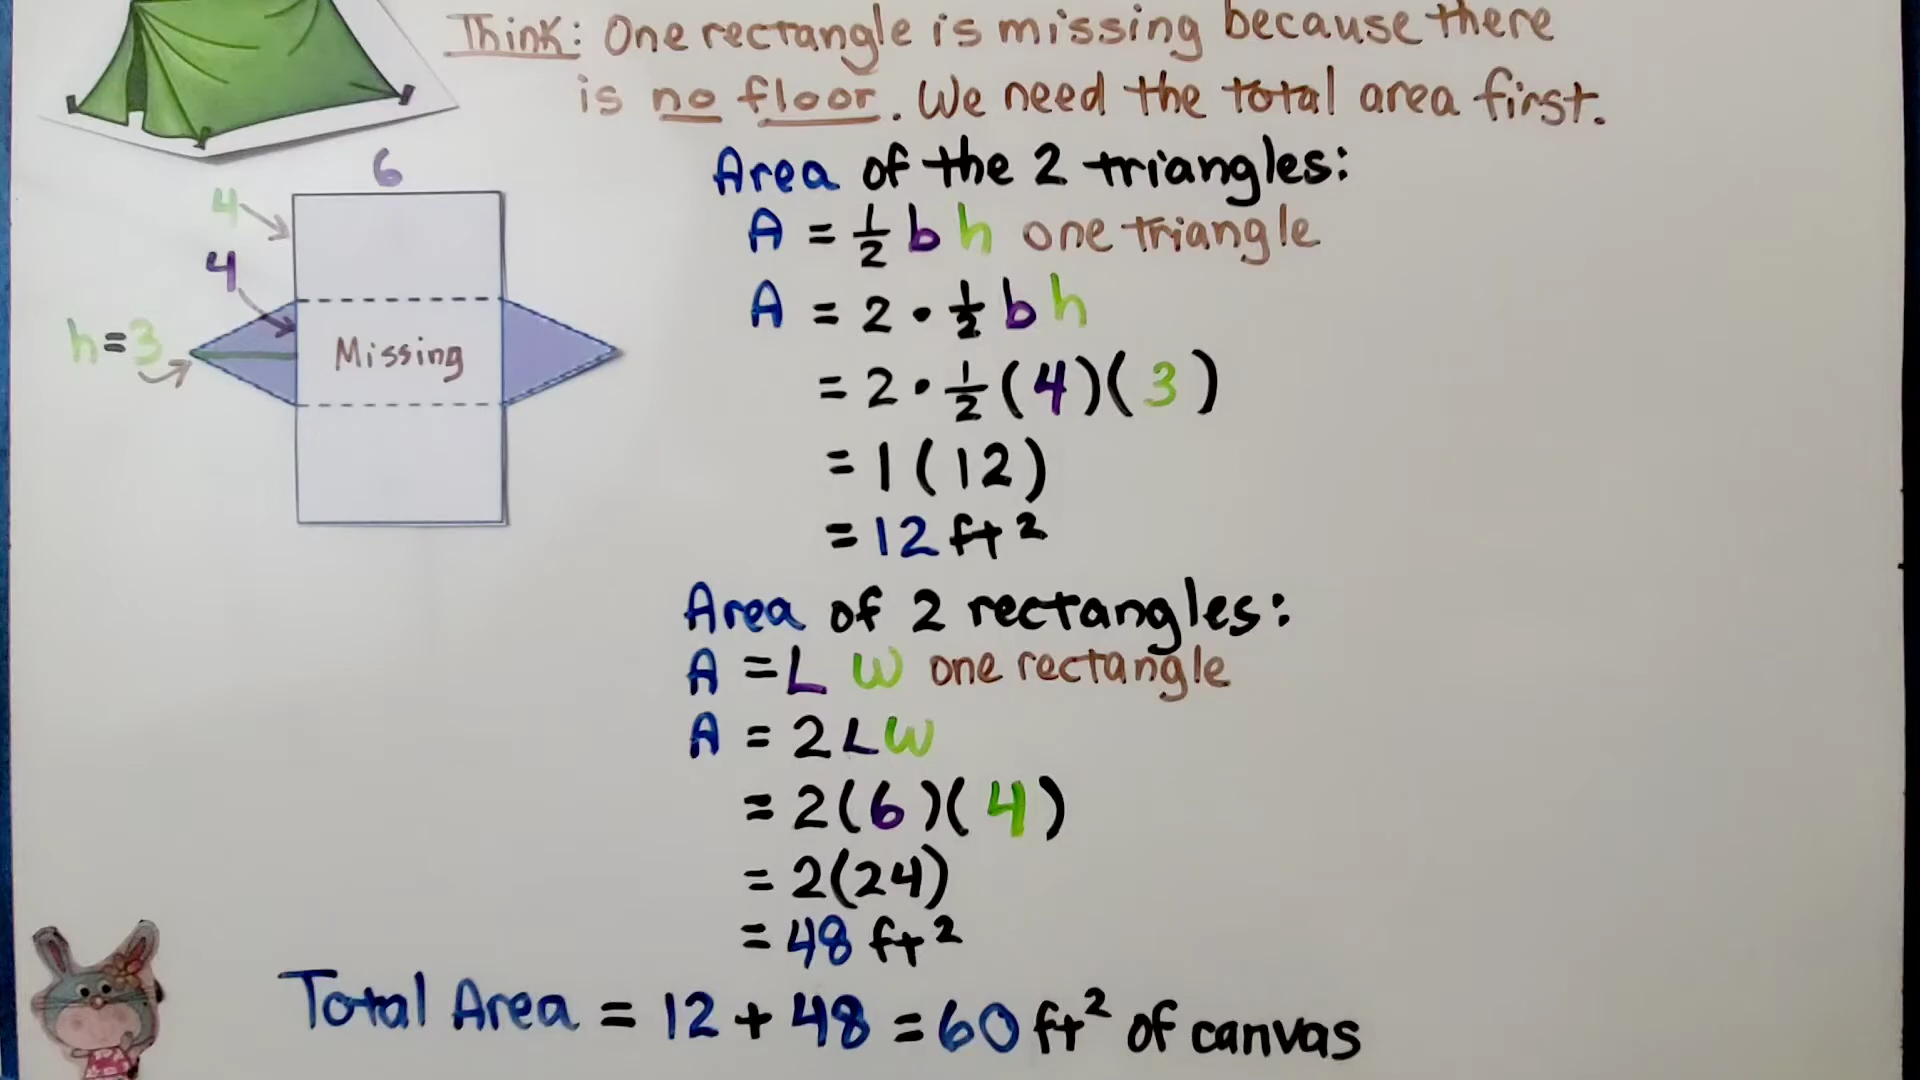 Think: One rectangle is missing because there
is no floor. We need the total area first.
6
4
4
h=3
Missing
Area of the 2 triangles:
A = 1/2 b h one triangle
A = 2 • 1/2 b h
= 2 • 1/2 (4)(3)
= 1(12)
= 12 ft²
Area of 2 rectangles:
A = L W one rectangle
A = 2LW
= 2(6)(4)
= 2(24)
= 48 ft²
Total Area = 12 + 48 = 60 ft² of canvas